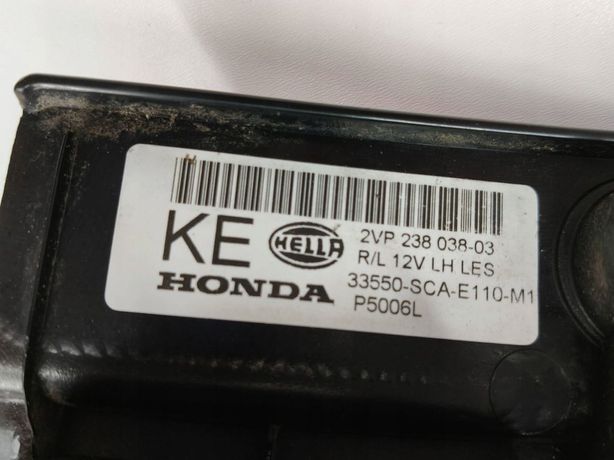 KE
HELLA
HONDA
2VP 238 038-03
R/L 12V LH LES
33550-SCA-E110-M1
P5006L